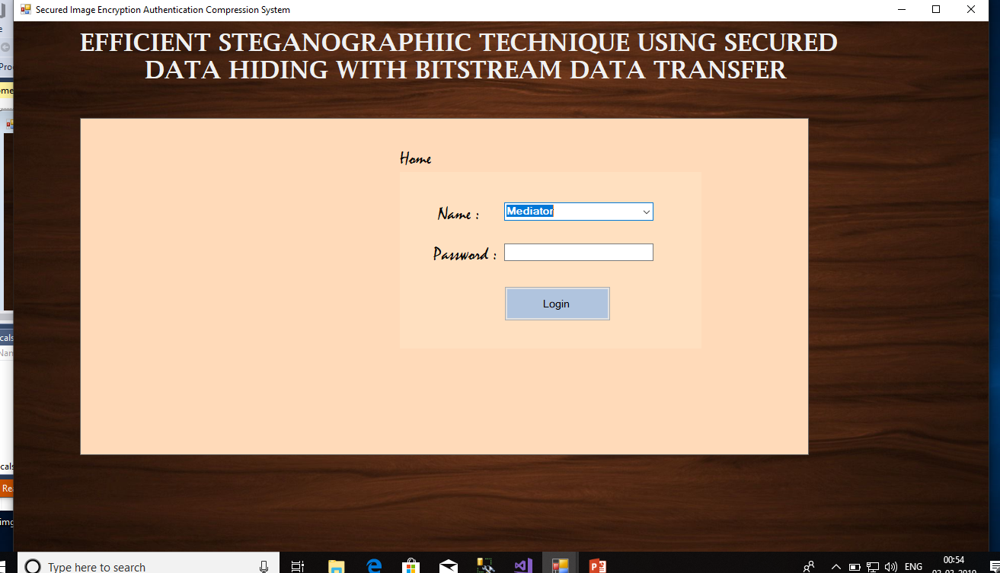 Secured Image Encryption Authentication Compression System
EFFICIENT STEGANOGRAPHIIC TECHNIQUE USING SECURED
DATA HIDING WITH BITSTREAM DATA TRANSFER
Home
Name :
Mediator
Password :
Login
Type here to search
ENG
00:54